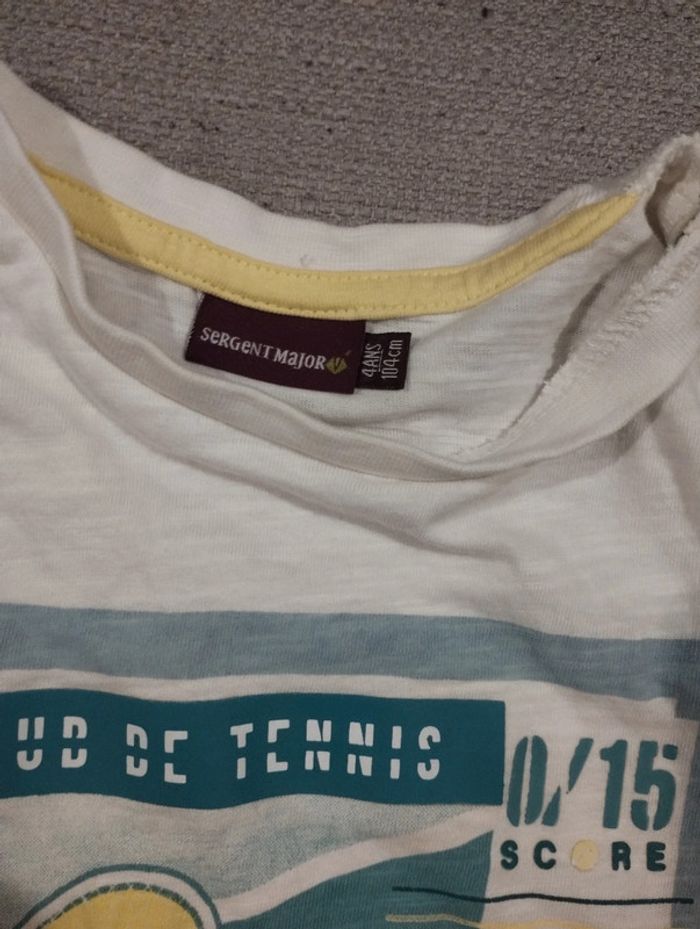 SERGENT MAJOR
4ANS
104cm
UB DE TENNIS
0/15
SCORE